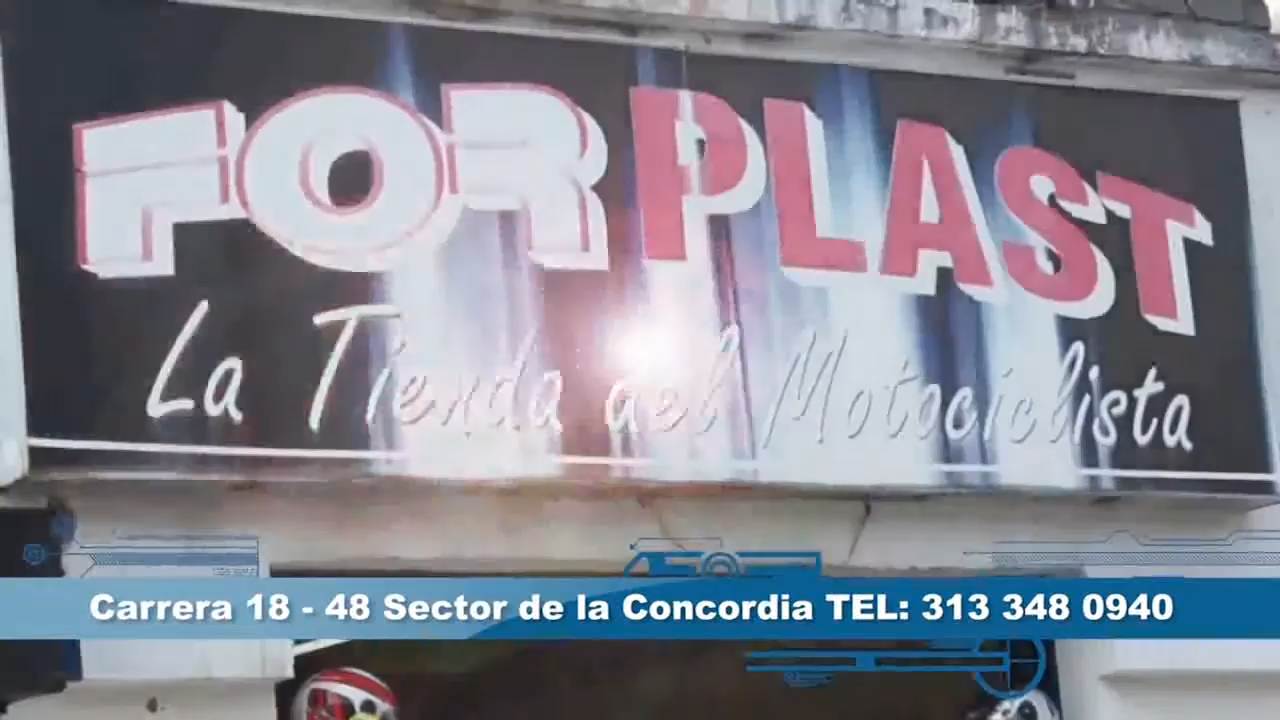 FORPLAST
La Tienda del Motociclista
Carrera 18 - 48 Sector de la Concordia TEL: 313 348 0940